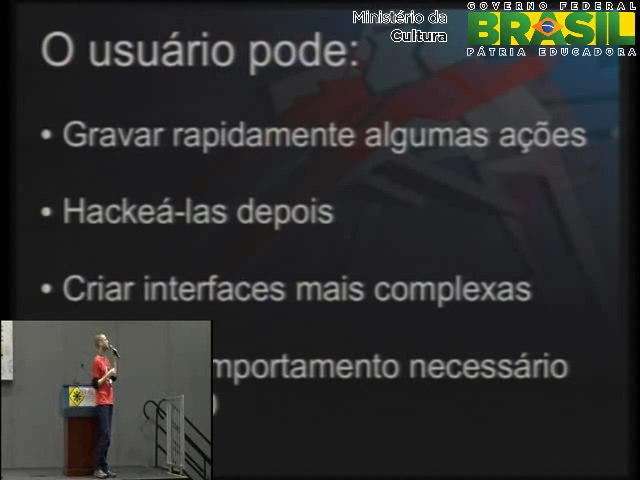 Ministério da
Cultura
GOVERNO FEDERAL
BRASIL
PÁTRIA EDUCADORA
O usuário pode:
• Gravar rapidamente algumas ações
• Hackeá-las depois
• Criar interfaces mais complexas
mportamento necessário